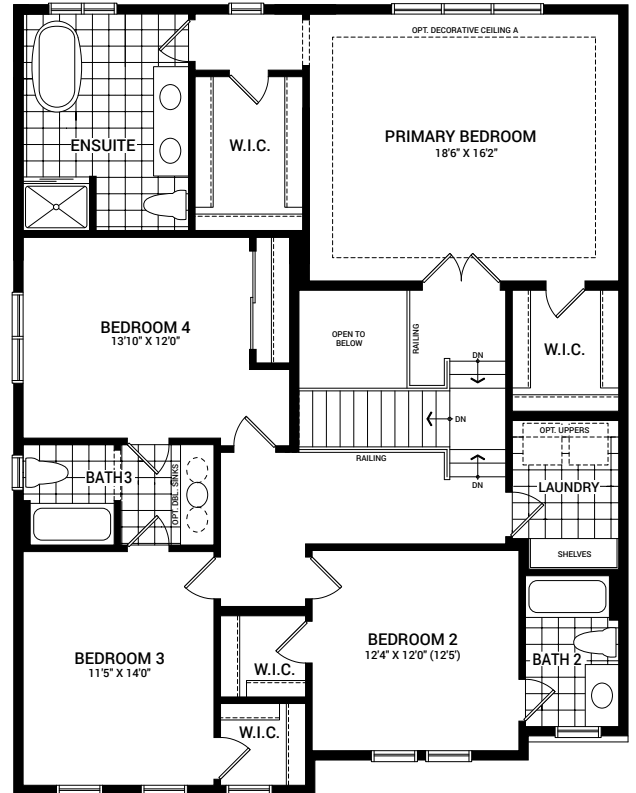 OPT. DECORATIVE CEILING A
PRIMARY BEDROOM
18'6" X 16'2"
ENSUITE
W.I.C.
BEDROOM 4
13'10" X 12'0"
OPEN TO
BELOW
RAILING
DN
W.I.C.
DN
RAILING
DN
OPT. UPPERS
LAUNDRY
SHELVES
BATH3
OPT. DBL. SINKS
BEDROOM 3
11'5" X 14'0"
W.I.C.
W.I.C.
BEDROOM 2
12'4" X 12'0" (12'5')
BATH 2